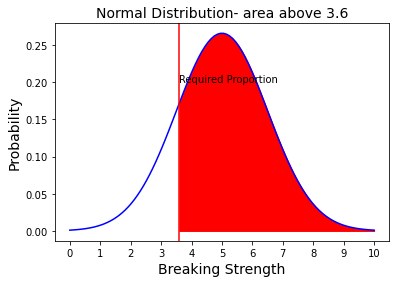 Normal Distribution- area above 3.6
Probability
0.25
0.20
0.15
0.10
0.05
0.00
Required Proportion
0 1 2 3 4 5 6 7 8 9 10
Breaking Strength